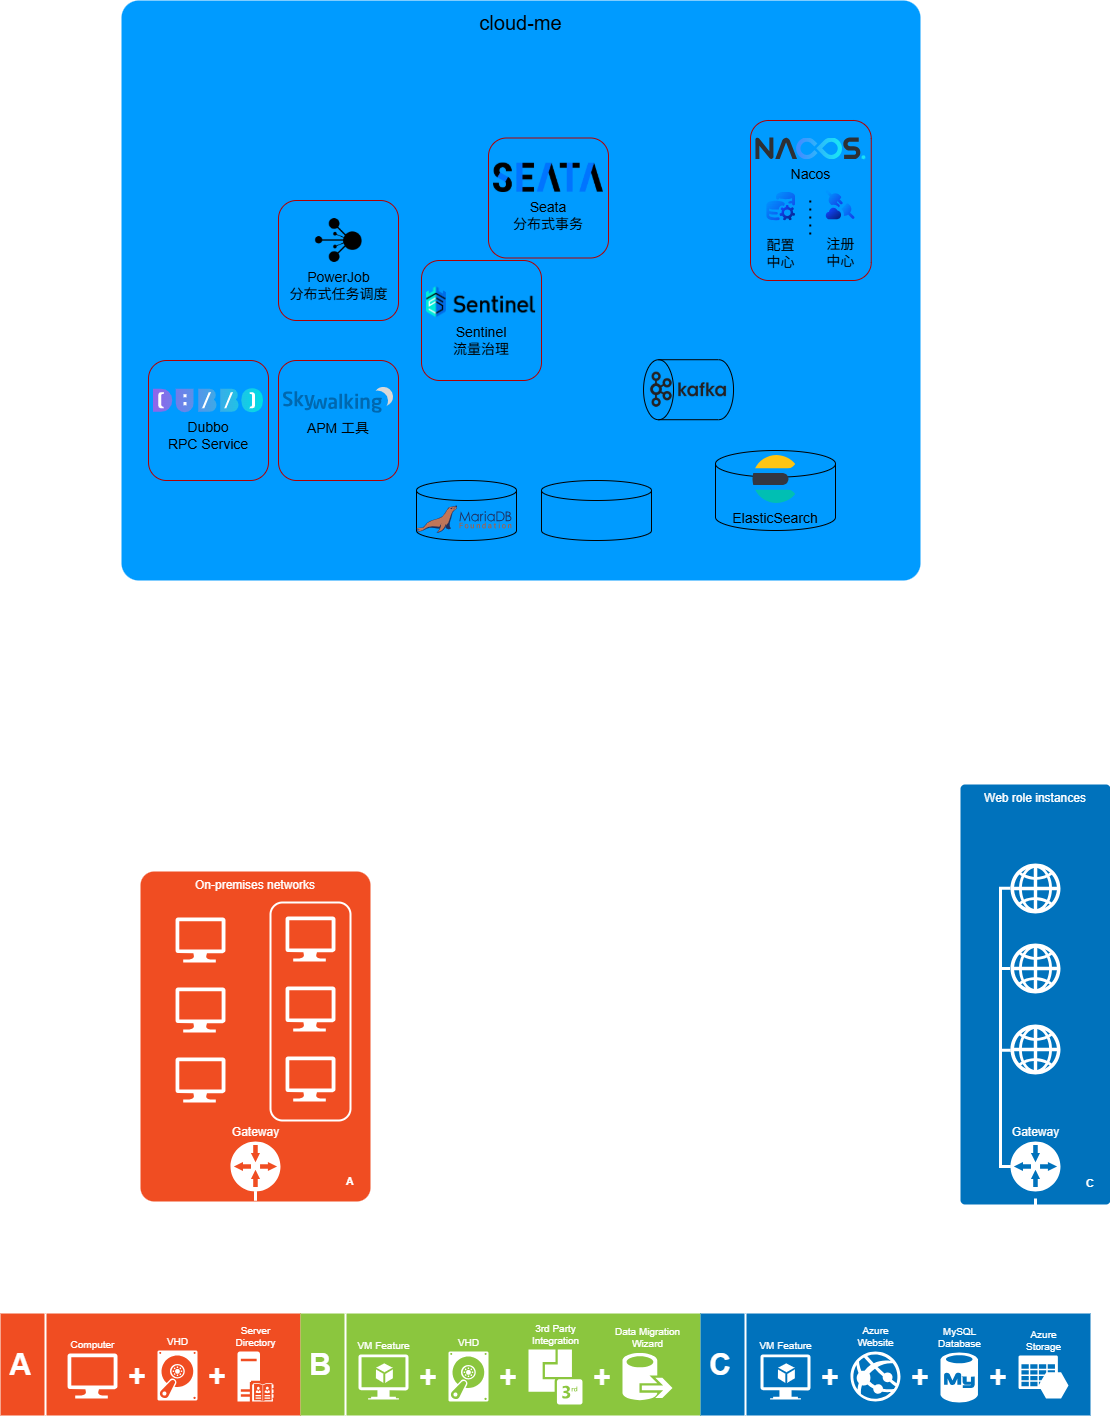 cloud-me
SEATA
Seata
分布式事务
NACOS.
Nacos
配置
中心
注册
中心
PowerJob
分布式任务调度
Sentinel
Sentinel
流量治理
[D:/B/O]
Dubbo
RPC Service
Skywalking
APM 工具
kafka
MariaDB
ElasticSearch
Web role instances
On-premises networks
Gateway
A
Gateway
C
A
Computer
VHD
Server
Directory
B
VM Feature
VHD
3rd Party
Integration
3rd
Data Migration
Wizard
C
VM Feature
Azure
Website
MySQL
Database
My
Azure
Storage